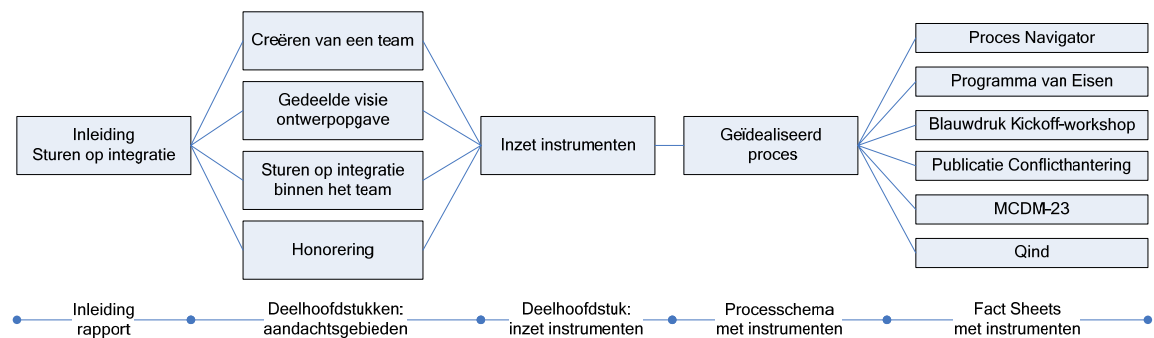 Inleiding
Sturen op integratie
Creëren van een team
Gedeelde visie
ontwerpopgave
Sturen op integratie
binnen het team
Honorering
Inzet instrumenten
Geïdealiseerd
proces
Proces Navigator
Programma van Eisen
Blauwdruk Kickoff-workshop
Publicatie Conflicthantering
MCDM-23
Qind
Inleiding
rapport
Deelhoofdstukken:
aandachtsgebieden
Deelhoofdstuk:
inzet instrumenten
Processchema
met instrumenten
Fact Sheets
met instrumenten